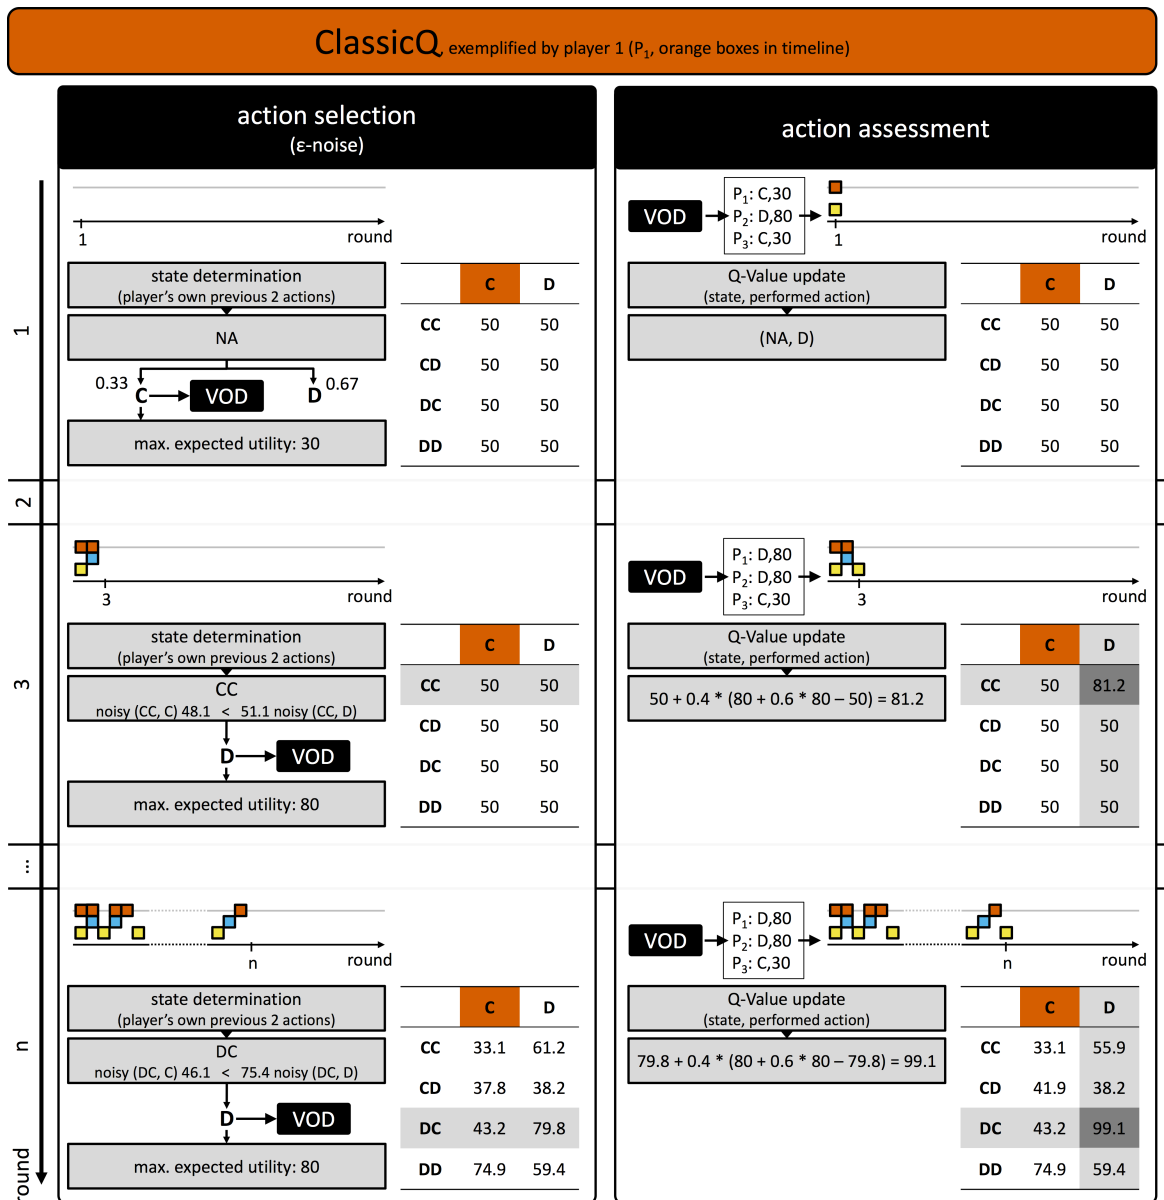 ClassicQ, exemplified by player 1 (P1, orange boxes in timeline)
action selection
(ε-noise)
action assessment
1
1
round
state determination
(player's own previous 2 actions)
NA
0.33
C
VOD
D
0.67
max. expected utility: 30
C D
CC 50 50
CD 50 50
DC 50 50
DD 50 50
VOD
P1: C,30
P2: D,80
P3: C,30
1
round
Q-Value update
(state, performed action)
(NA, D)
C D
CC 50 50
CD 50 50
DC 50 50
DD 50 50
2
3
3
round
state determination
(player's own previous 2 actions)
CC
noisy (CC, C) 48.1 < 51.1 noisy (CC, D)
D
VOD
max. expected utility: 80
C D
CC 50 50
CD 50 50
DC 50 50
DD 50 50
VOD
P1: D,80
P2: D,80
P3: C,30
3
round
Q-Value update
(state, performed action)
50 + 0.4 * (80 + 0.6 * 80 – 50) = 81.2
C D
CC 50 81.2
CD 50 50
DC 50 50
DD 50 50
...
n
n
round
state determination
(player's own previous 2 actions)
DC
noisy (DC, C) 46.1 < 75.4 noisy (DC, D)
D
VOD
max. expected utility: 80
C D
CC 33.1 61.2
CD 37.8 38.2
DC 43.2 79.8
DD 74.9 59.4
VOD
P1: D,80
P2: D,80
P3: C,30
n
round
Q-Value update
(state, performed action)
79.8 + 0.4 * (80 + 0.6 * 80 – 79.8) = 99.1
C D
CC 33.1 55.9
CD 41.9 38.2
DC 43.2 99.1
DD 74.9 59.4
round